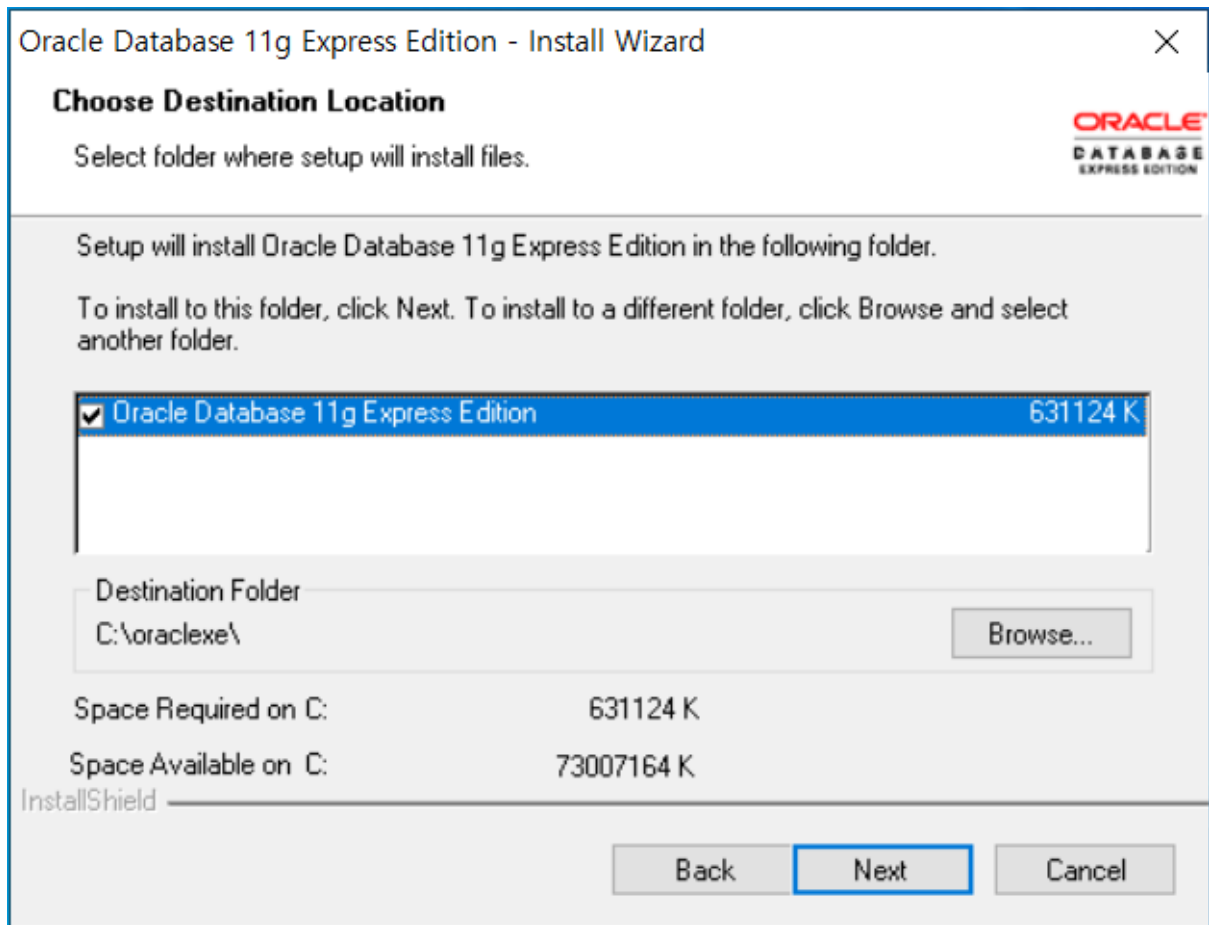 Oracle Database 11g Express Edition - Install Wizard
Choose Destination Location
Select folder where setup will install files.
ORACLE
DATABASE
EXPRESS EDITION
Setup will install Oracle Database 11g Express Edition in the following folder.
To install to this folder, click Next. To install to a different folder, click Browse and select
another folder.
Oracle Database 11g Express Edition 631124 K
Destination Folder
C:\oraclexe\ Browse...
Space Required on C: 631124 K
Space Available on C: 73007164 K
InstallShield
Back Next Cancel